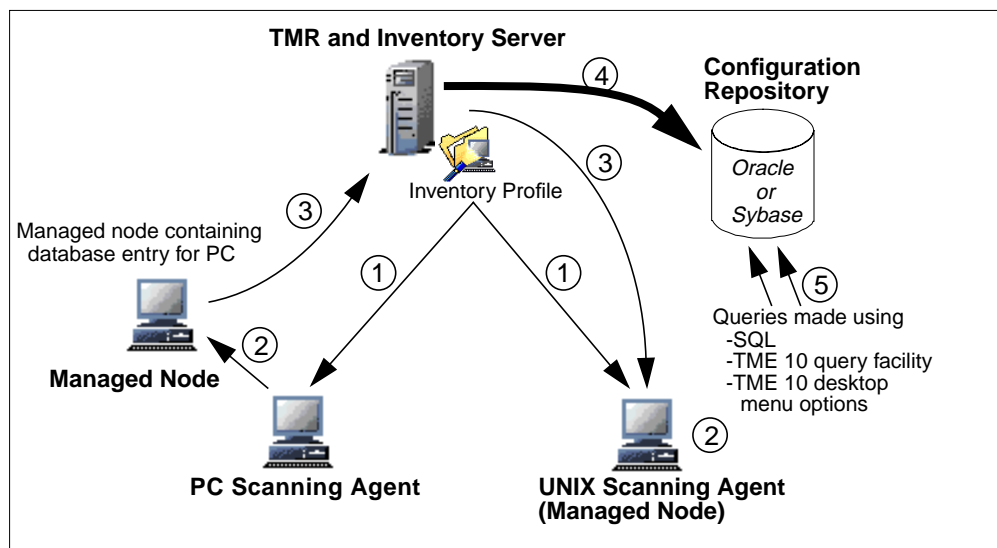 TMR and Inventory Server
4
Configuration
Repository
Oracle
or
Sybase
3
3
Inventory Profile
Managed node containing
database entry for PC
1
1
5
Queries made using
-SQL
-TME 10 query facility
-TME 10 desktop
menu options
2
Managed Node
2
PC Scanning Agent
UNIX Scanning Agent
(Managed Node)